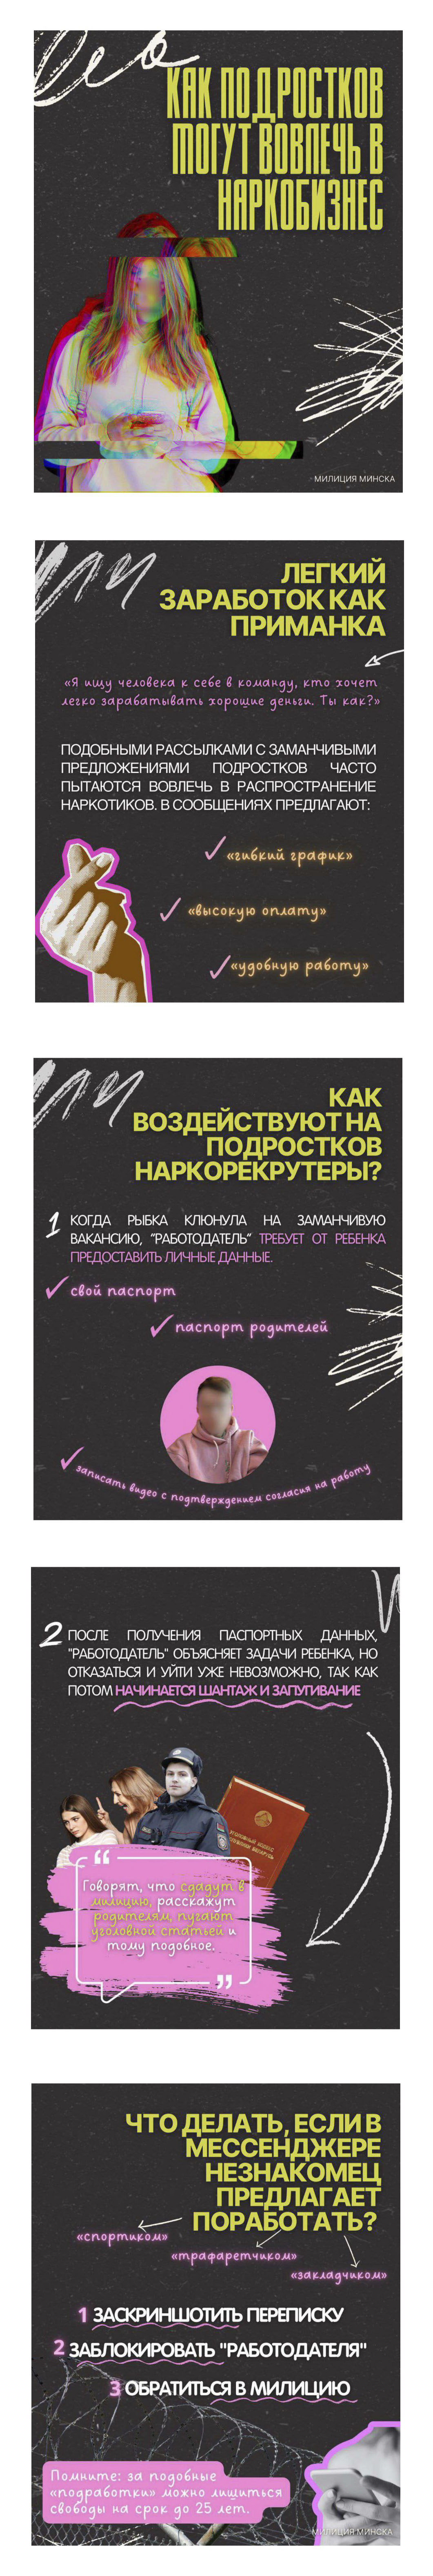 КАК ПОДРОСТКОВ
МОГУТ ВОВЛЕЧЬ В
НАРКОБИЗНЕС
МИЛИЦИЯ МИНСКА
ЛЕГКИЙ
ЗАРАБОТОК КАК
ПРИМАНКА
«Я ищу человека к себе в команду, кто хочет
легко зарабатывать хорошие деньги. Ты как?»
ПОДОБНЫМИ РАССЫЛКАМИ С ЗАМАНЧИВЫМИ
ПРЕДЛОЖЕНИЯМИ ПОДРОСТКОВ ЧАСТО
ПЫТАЮТСЯ ВОВЛЕЧЬ В РАСПРОСТРАНЕНИЕ
НАРКОТИКОВ. В СООБЩЕНИЯХ ПРЕДЛАГАЮТ:
«гибкий график»
«высокую оплату»
«удобную работу»
КАК
ВОЗДЕЙСТВУЮТ НА
ПОДРОСТКОВ
НАРКОРЕКРУТЕРЫ?
1 КОГДА РЫБКА КЛЮНУЛА НА ЗАМАНЧИВУЮ
ВАКАНСИЮ, "РАБОТОДАТЕЛЬ" ТРЕБУЕТ ОТ РЕБЕНКА
ПРЕДОСТАВИТЬ ЛИЧНЫЕ ДАННЫЕ.
свой паспорт
паспорт родителей
записать видео с подтверждением согласия на работу
2 ПОСЛЕ ПОЛУЧЕНИЯ ПАСПОРТНЫХ ДАННЫХ,
"РАБОТОДАТЕЛЬ" ОБЪЯСНЯЕТ ЗАДАЧИ РЕБЕНКА, НО
ОТКАЗАТЬСЯ И УЙТИ УЖЕ НЕВОЗМОЖНО, ТАК КАК
ПОТОМ НАЧИНАЕТСЯ ШАНТАЖ И ЗАПУГИВАНИЕ
Говорят, что сдадут в
милицию, расскажут
родителям, пугают
уголовной статьей и
тому подобное.
ЧТО ДЕЛАТЬ, ЕСЛИ В
МЕССЕНДЖЕРЕ
НЕЗНАКОМЕЦ
ПРЕДЛАГАЕТ
ПОРАБОТАТЬ?
«спортиком»
«трафаретчиком»
«закладчиком»
1 ЗАСКРИНШОТИТЬ ПЕРЕПИСКУ
2 ЗАБЛОКИРОВАТЬ "РАБОТОДАТЕЛЯ"
3 ОБРАТИТЬСЯ В МИЛИЦИЮ
Помните: за подобные
«подработки» можно лишиться
свободы на срок до 25 лет.
МИЛИЦИЯ МИНСКА